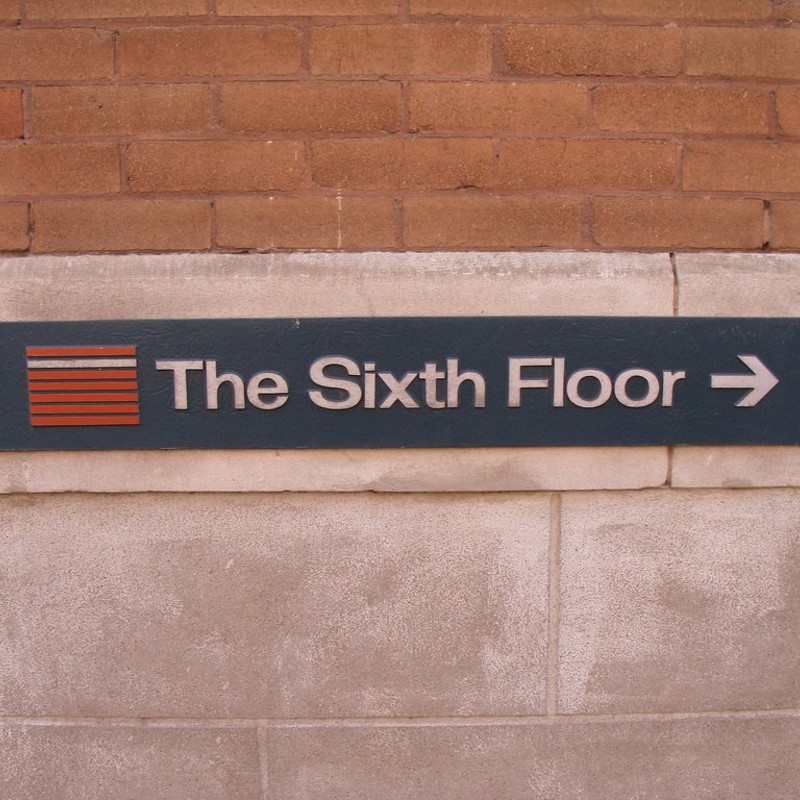 The Sixth Floor →